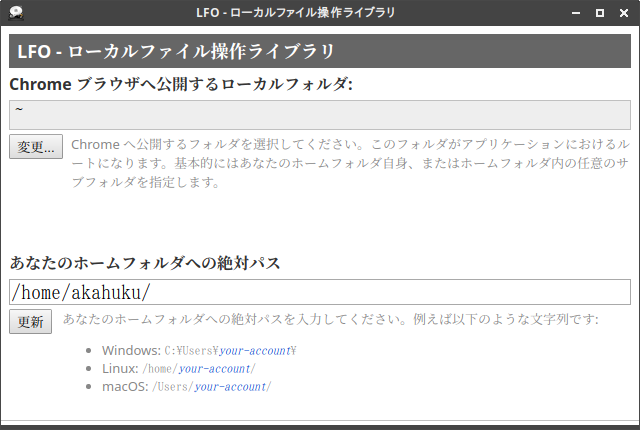 LFO - ローカルファイル操作ライブラリ
LFO - ローカルファイル操作ライブラリ
Chrome ブラウザへ公開するローカルフォルダ:
~
変更... Chrome へ公開するフォルダを選択してください。このフォルダがアプリケーションにおけるル
ートになります。基本的にはあなたのホームフォルダ自身、またはホームフォルダ内の任意のサ
ブフォルダを指定します。
あなたのホームフォルダへの絶対パス
/home/akahuku/
更新 あなたのホームフォルダへの絶対パスを入力してください。例えば以下のような文字列です:
• Windows: C:¥Users¥your-account¥
• Linux: /home/your-account/
• macOS: /Users/your-account/